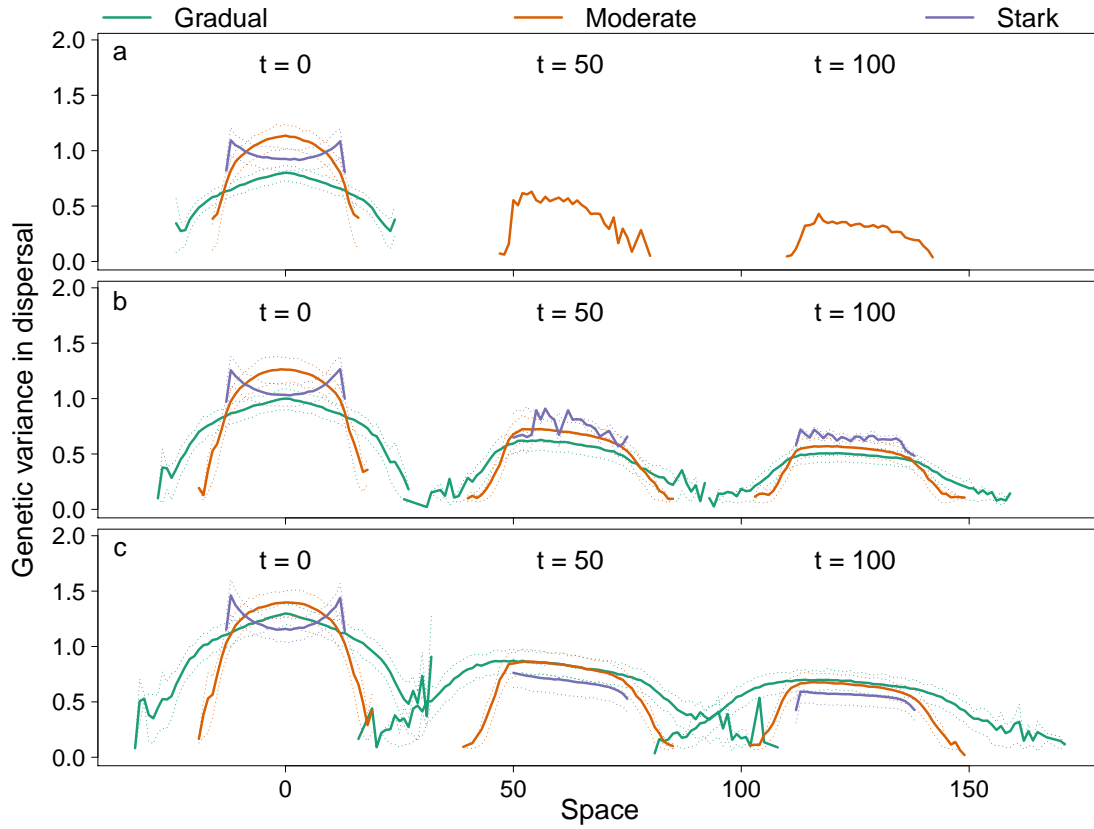 Gradual Moderate Stark
a
t = 0 t = 50 t = 100
2.0
1.5
1.0
0.5
0.0
b
t = 0 t = 50 t = 100
2.0
1.5
1.0
0.5
0.0
c
t = 0 t = 50 t = 100
2.0
1.5
1.0
0.5
0.0
Genetic variance in dispersal
0 50 100 150
Space